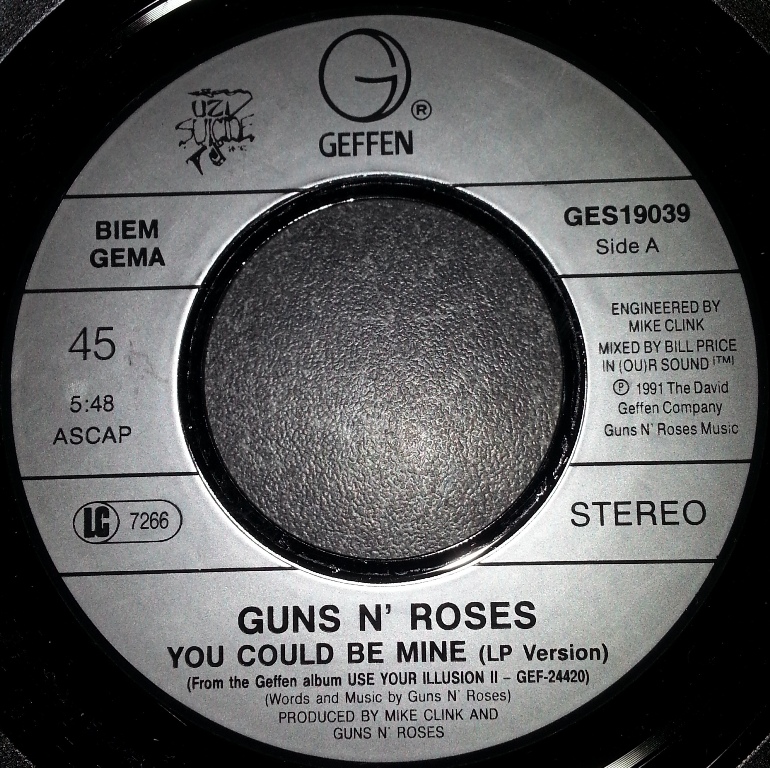 UZI
SUICIDE
GEFFEN®
BIEM
GEMA
GES19039
Side A
45
5:48
ASCAP
ENGINEERED BY
MIKE CLINK
MIXED BY BILL PRICE
IN (OU)R SOUND (TM)
℗ 1991 The David
Geffen Company
Guns N' Roses Music
LC 7266
STEREO
GUNS N' ROSES
YOU COULD BE MINE (LP Version)
(From the Geffen album USE YOUR ILLUSION II – GEF-24420)
(Words and Music by Guns N' Roses)
PRODUCED BY MIKE CLINK AND
GUNS N' ROSES